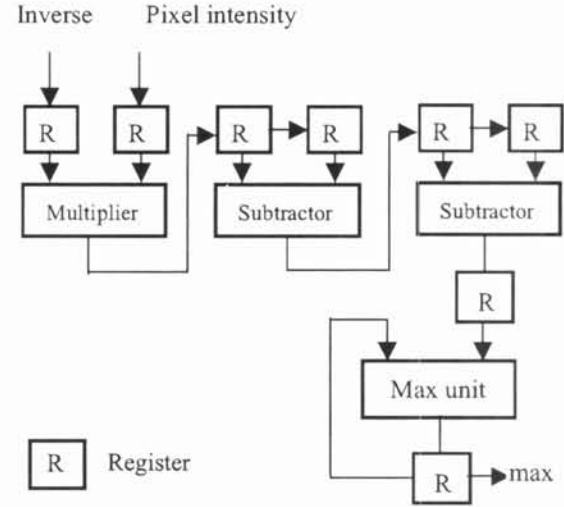 Inverse Pixel intensity
R R R R R R
Multiplier Subtractor Subtractor
R
Max unit
R Register R max